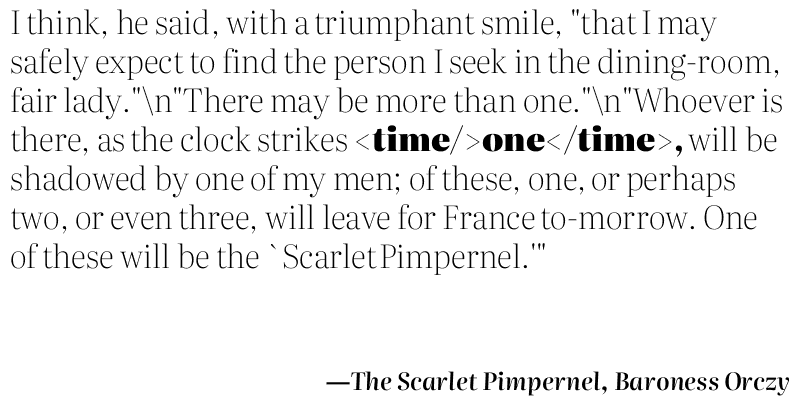 I think, he said, with a triumphant smile, "that I may
safely expect to find the person I seek in the dining-room,
fair lady."\n"There may be more than one."\n"Whoever is
there, as the clock strikes <time/>one</time>, will be
shadowed by one of my men; of these, one, or perhaps
two, or even three, will leave for France to-morrow. One
of these will be the `Scarlet Pimpernel.'"
—The Scarlet Pimpernel, Baroness Orczy